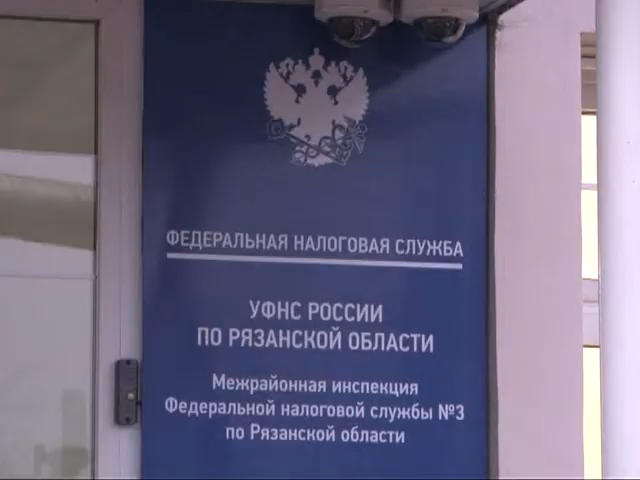 ФЕДЕРАЛЬНАЯ НАЛОГОВАЯ СЛУЖБА
УФНС РОССИИ
ПО РЯЗАНСКОЙ ОБЛАСТИ
Межрайонная инспекция
Федеральной налоговой службы №3
по Рязанской области